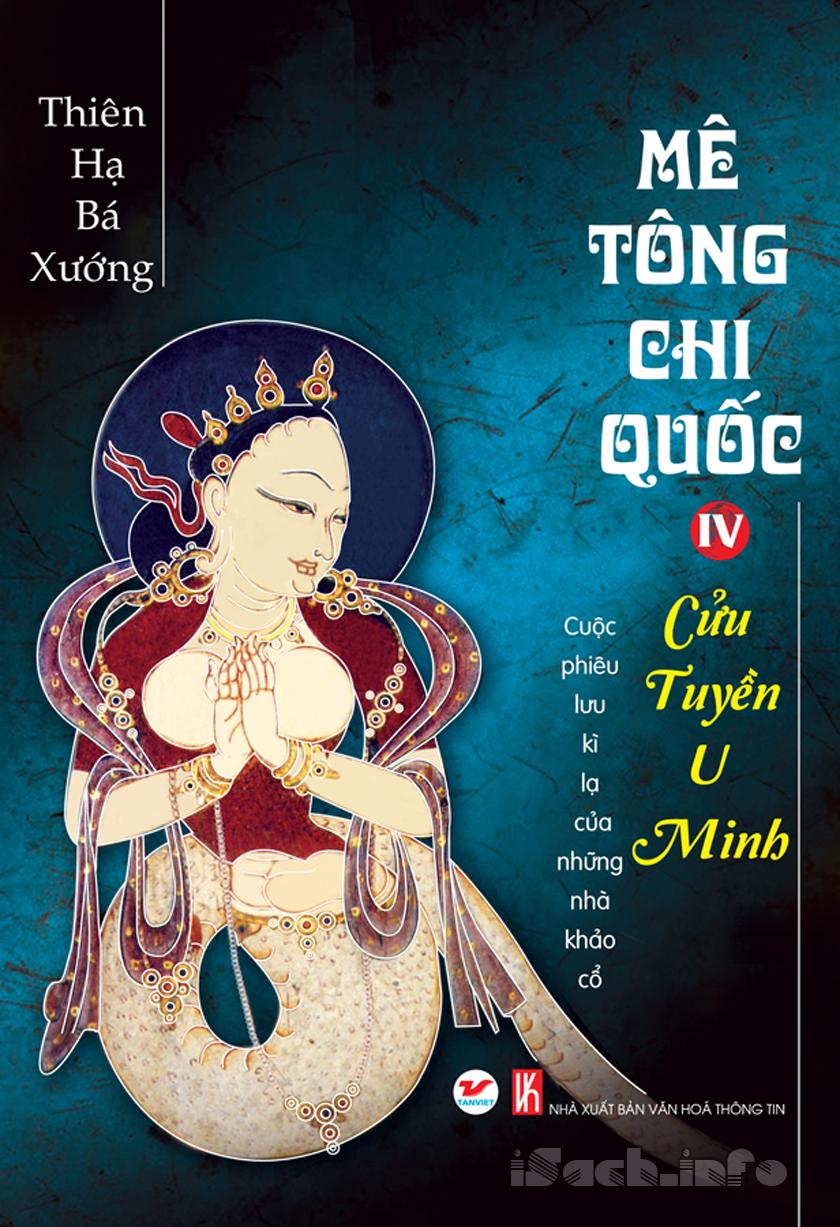 Thiên
Hạ
Bá
Xướng
MÊ
TÔNG
CHI
QUỐC
IV
Cửu
Tuyền
U
Minh
Cuộc
phiêu
lưu
kì
lạ
của
những
nhà
khảo
cổ
TANVIET
VK
NHÀ XUẤT BẢN VĂN HOÁ THÔNG TIN
iSach.info